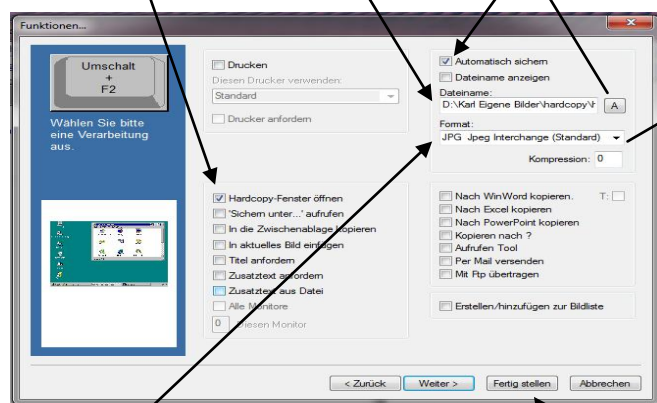 Funktionen...
Umschalt
+
F2
Wählen Sie bitte
eine Verarbeitung
aus.
Drucken
Diesen Drucker verwenden:
Standard
Drucker anfordern
Automatisch sichern
Dateiname anzeigen
Dateiname:
D:\Karl Eigene Bilder\hardcopy\H
A
Format:
JPG Jpeg Interchange (Standard)
Kompression: 0
Hardcopy-Fenster öffnen
'Sichern unter...' aufrufen
In die Zwischenablage kopieren
In aktuelles Bild einfügen
Titel anfordern
Zusatztext anfordern
Zusatztext aus Datei
Alle Monitore
0 Diesen Monitor
Nach WinWord kopieren. T:
Nach Excel kopieren
Nach PowerPoint kopieren
Kopieren nach ?
Aufrufen Tool
Per Mail versenden
Mit Ftp übertragen
Erstellen/hinzufügen zur Bildliste
< Zurück Weiter > Fertig stellen Abbrechen